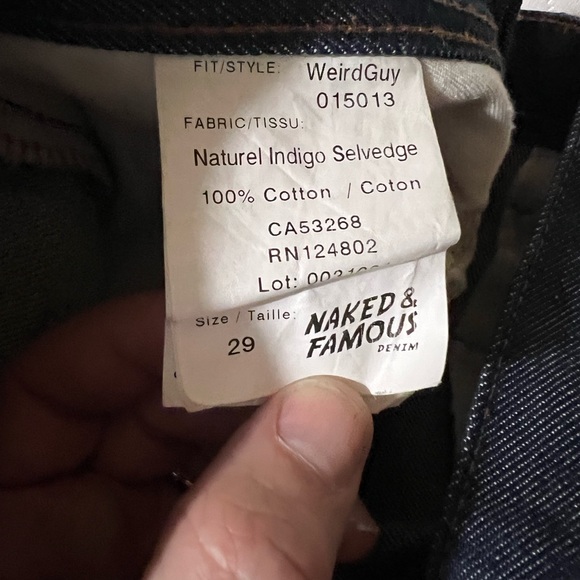 FIT/STYLE: WeirdGuy
015013
FABRIC/TISSU:
Naturel Indigo Selvedge
100% Cotton / Coton
CA53268
RN124802
Lot:
Size / Taille:
29
NAKED &
FAMOUS
DENIM